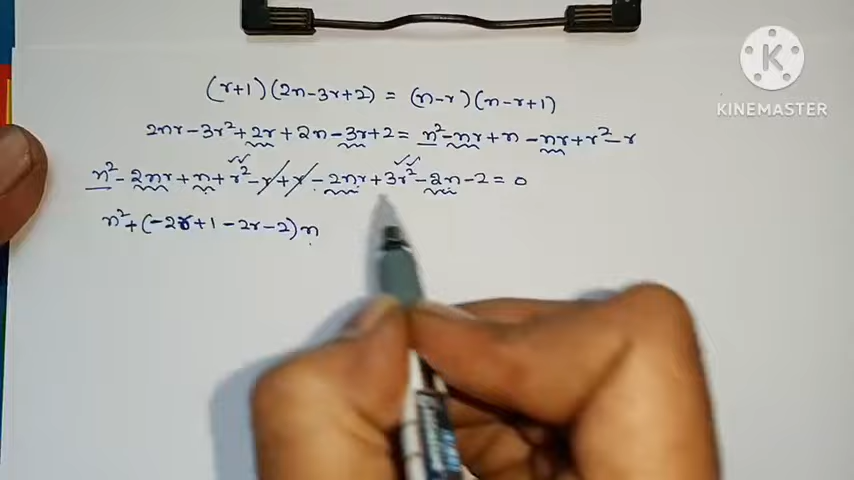 (r+1)(2n-3r+2) = (n-r)(n-r+1)
2nr-3r²+2r+2n-3r+2 = n²-nr+n-nr+r²-r
n²-2nr+n+r²-r+r-2nr+3r²-2n-2=0
n²+(-2r+1-2r-2)n
KINEMASTER